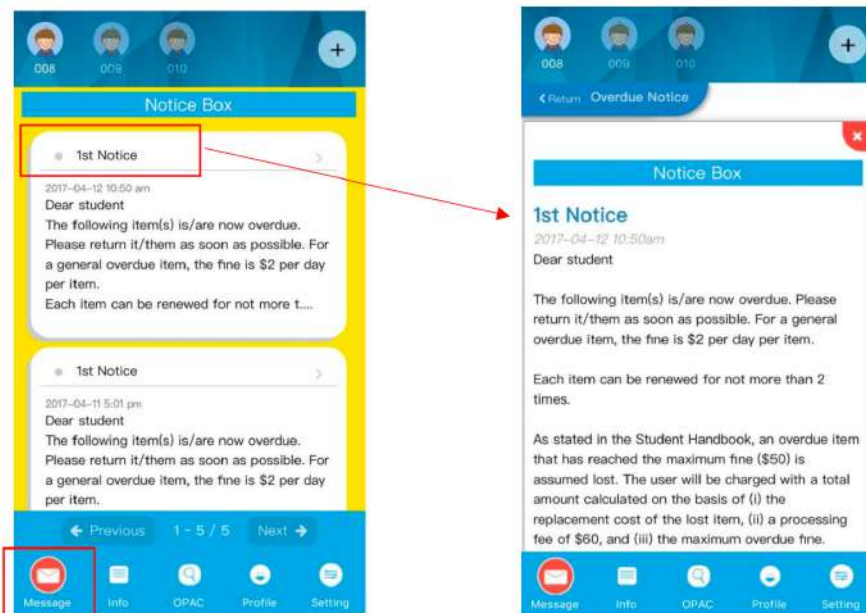 008 009 010
+
Notice Box
1st Notice
2017-04-12 10:50 am
Dear student
The following item(s) is/are now overdue.
Please return it/them as soon as possible. For
a general overdue item, the fine is $2 per day
per item.
Each item can be renewed for not more t....
1st Notice
2017-04-11 5:01 pm
Dear student
The following item(s) is/are now overdue.
Please return it/them as soon as possible. For
a general overdue item, the fine is $2 per day
per item.
Previous 1 - 5 / 5 Next
Message Info OPAC Profile Setting
008 009 010
+
Return Overdue Notice
Notice Box
1st Notice
2017-04-12 10:50am
Dear student
The following item(s) is/are now overdue. Please
return it/them as soon as possible. For a general
overdue item, the fine is $2 per day per item.
Each item can be renewed for not more than 2
times.
As stated in the Student Handbook, an overdue item
that has reached the maximum fine ($50) is
assumed lost. The user will be charged with a total
amount calculated on the basis of (i) the
replacement cost of the lost item, (ii) a processing
fee of $60, and (iii) the maximum overdue fine.
Message Info OPAC Profile Setting